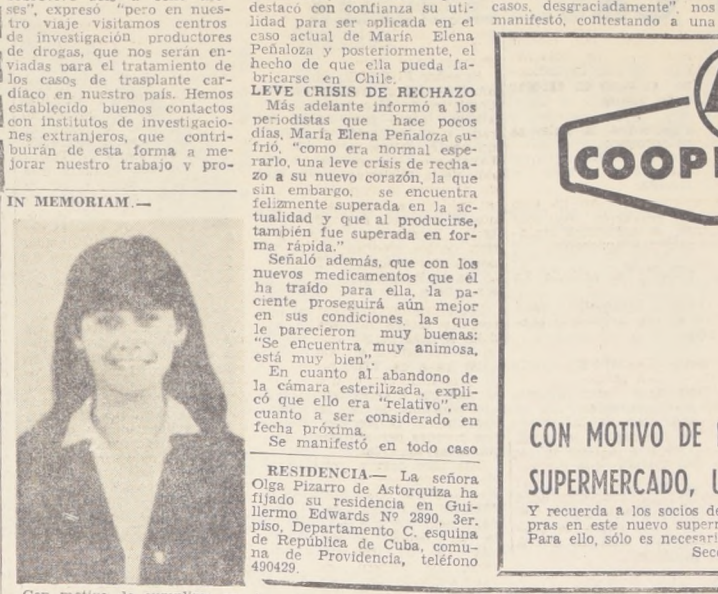 ses", expresó "pero en nues-
tro viaje visitamos centros
de investigación productores
de drogas, que nos serán en-
viadas para el tratamiento de
los casos de trasplante car-
díaco en nuestro país. Hemos
establecido buenos contactos
con institutos de investigacio-
nes extranjeros, que contri-
buirán de esta forma a me-
jorar nuestro trabajo y pro-
IN MEMORIAM.—
destacó con confianza su uti-
lidad para ser aplicada en el
caso actual de María Elena
Peñaloza y posteriormente, el
hecho de que ella pueda fa-
bricarse en Chile.
LEVE CRISIS DE RECHAZO
Más adelante informó a los
periodistas que hace pocos
días, María Elena Peñaloza su-
frió, "como era normal espe-
rarlo, una leve crisis de recha-
zo a su nuevo corazón, la que
sin embargo, se encuentra
felizmente superada en la ac-
tualidad y que al producirse,
también fue superada en for-
ma rápida."
Señaló además, que con los
nuevos medicamentos que él
ha traído para ella, la pa-
ciente proseguirá aún mejor
en sus condiciones, las que
le parecieron muy buenas:
"Se encuentra muy animosa,
está muy bien".
En cuanto al abandono de
la cámara esterilizada, expli-
có que ello era "relativo", en
cuanto a ser considerado en
fecha próxima.
Se manifestó en todo caso
RESIDENCIA— La señora
Olga Pizarro de Astorquiza ha
fijado su residencia en Gui-
llermo Edwards Nº 2890, 3er.
piso, Departamento C. esquina
de República de Cuba, comu-
na de Providencia, teléfono
490429.
casos, desgraciadamente", nos
manifestó, contestando a una
COOP
CON MOTIVO DE
SUPERMERCADO, U
Y recuerda a los socios de
pras en este nuevo superm
Para ello, sólo es necesari
Sec